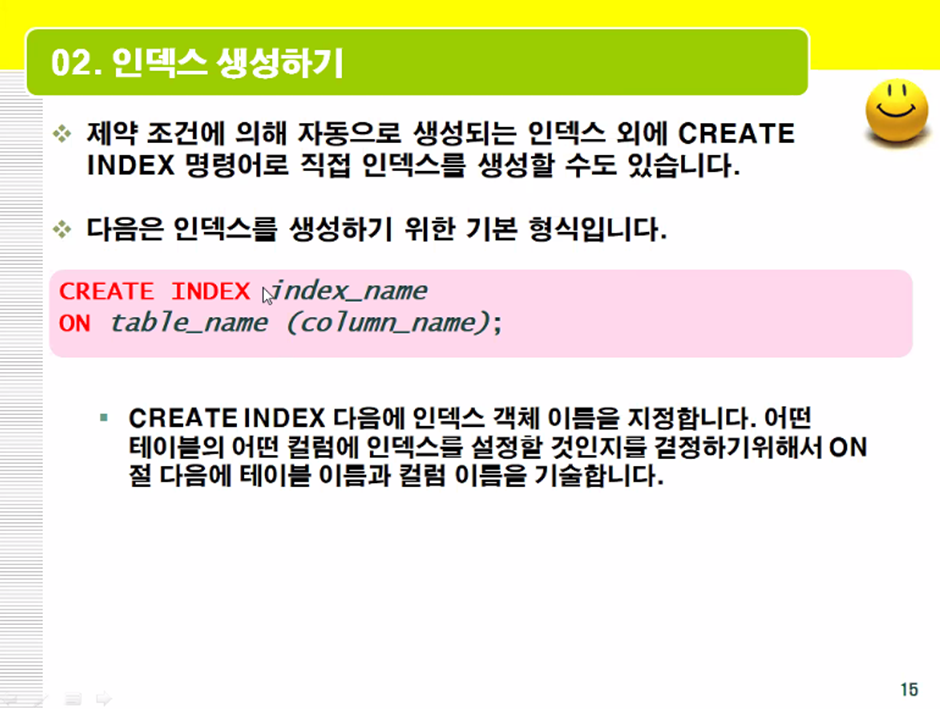 02. 인덱스 생성하기
제약 조건에 의해 자동으로 생성되는 인덱스 외에 CREATE
INDEX 명령어로 직접 인덱스를 생성할 수도 있습니다.
다음은 인덱스를 생성하기 위한 기본 형식입니다.
CREATE INDEX index_name
ON table_name (column_name);
CREATE INDEX 다음에 인덱스 객체 이름을 지정합니다. 어떤
테이블의 어떤 컬럼에 인덱스를 설정할 것인지를 결정하기위해서 ON
절 다음에 테이블 이름과 컬럼 이름을 기술합니다.
15